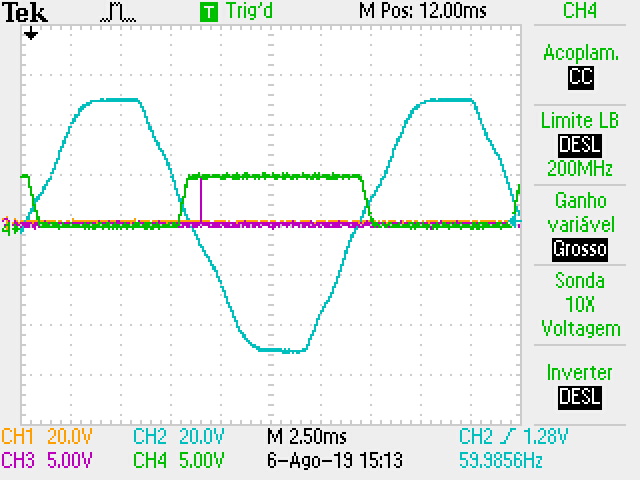 Tek T Trig'd M Pos: 12.00ms CH4
Acoplam.
CC
Limite LB
DESL
200MHz
Ganho
variável
Grosso
Sonda
10X
Voltagem
Inverter
DESL
CH1 20.0V CH2 20.0V M 2.50ms CH2 1.28V
CH3 5.00V CH4 5.00V 6-Ago-19 15:13 59.9856Hz